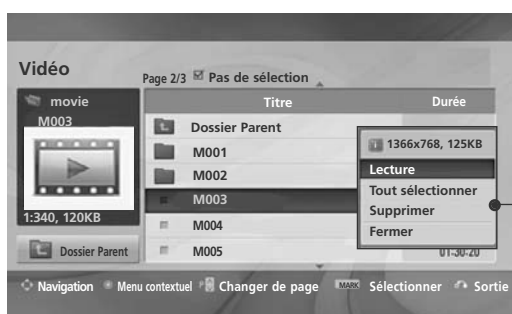 Vidéo
Page 2/3 Pas de sélection
movie
M003
1:340, 120KB
Dossier Parent
Titre Durée
Dossier Parent
M001
M002
M003
M004
M005 01:30:20
1366x768, 125KB
Lecture
Tout sélectionner
Supprimer
Fermer
Navigation Menu contextuel Changer de page MARK Sélectionner Sortie